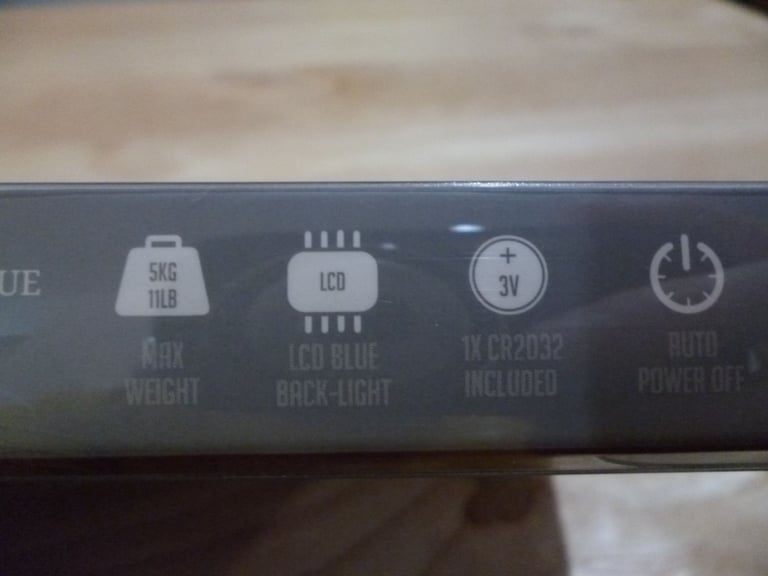 UE
5KG
11LB
MAX
WEIGHT
LCD
LCD BLUE
BACK-LIGHT
+
3V
1X CR2032
INCLUDED
AUTO
POWER OFF